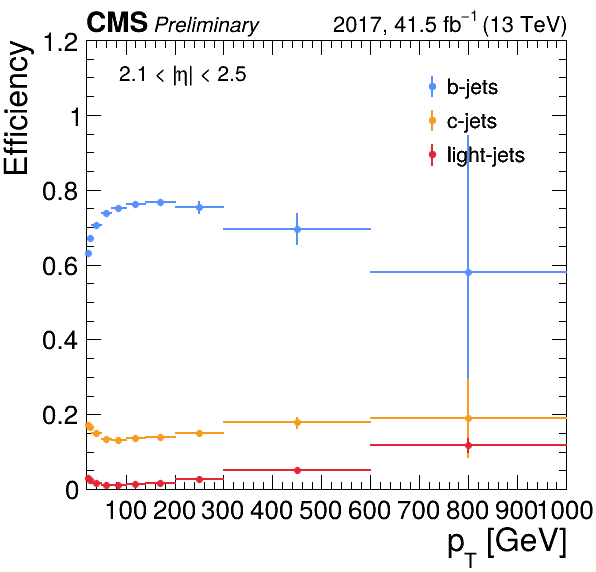 CMS Preliminary 2017, 41.5 fb⁻¹ (13 TeV)
2.1 < |η| < 2.5
b-jets
c-jets
light-jets
Efficiency
1.2
1
0.8
0.6
0.4
0.2
0
100 200 300 400 500 600 700 800 900 1000
p_T [GeV]